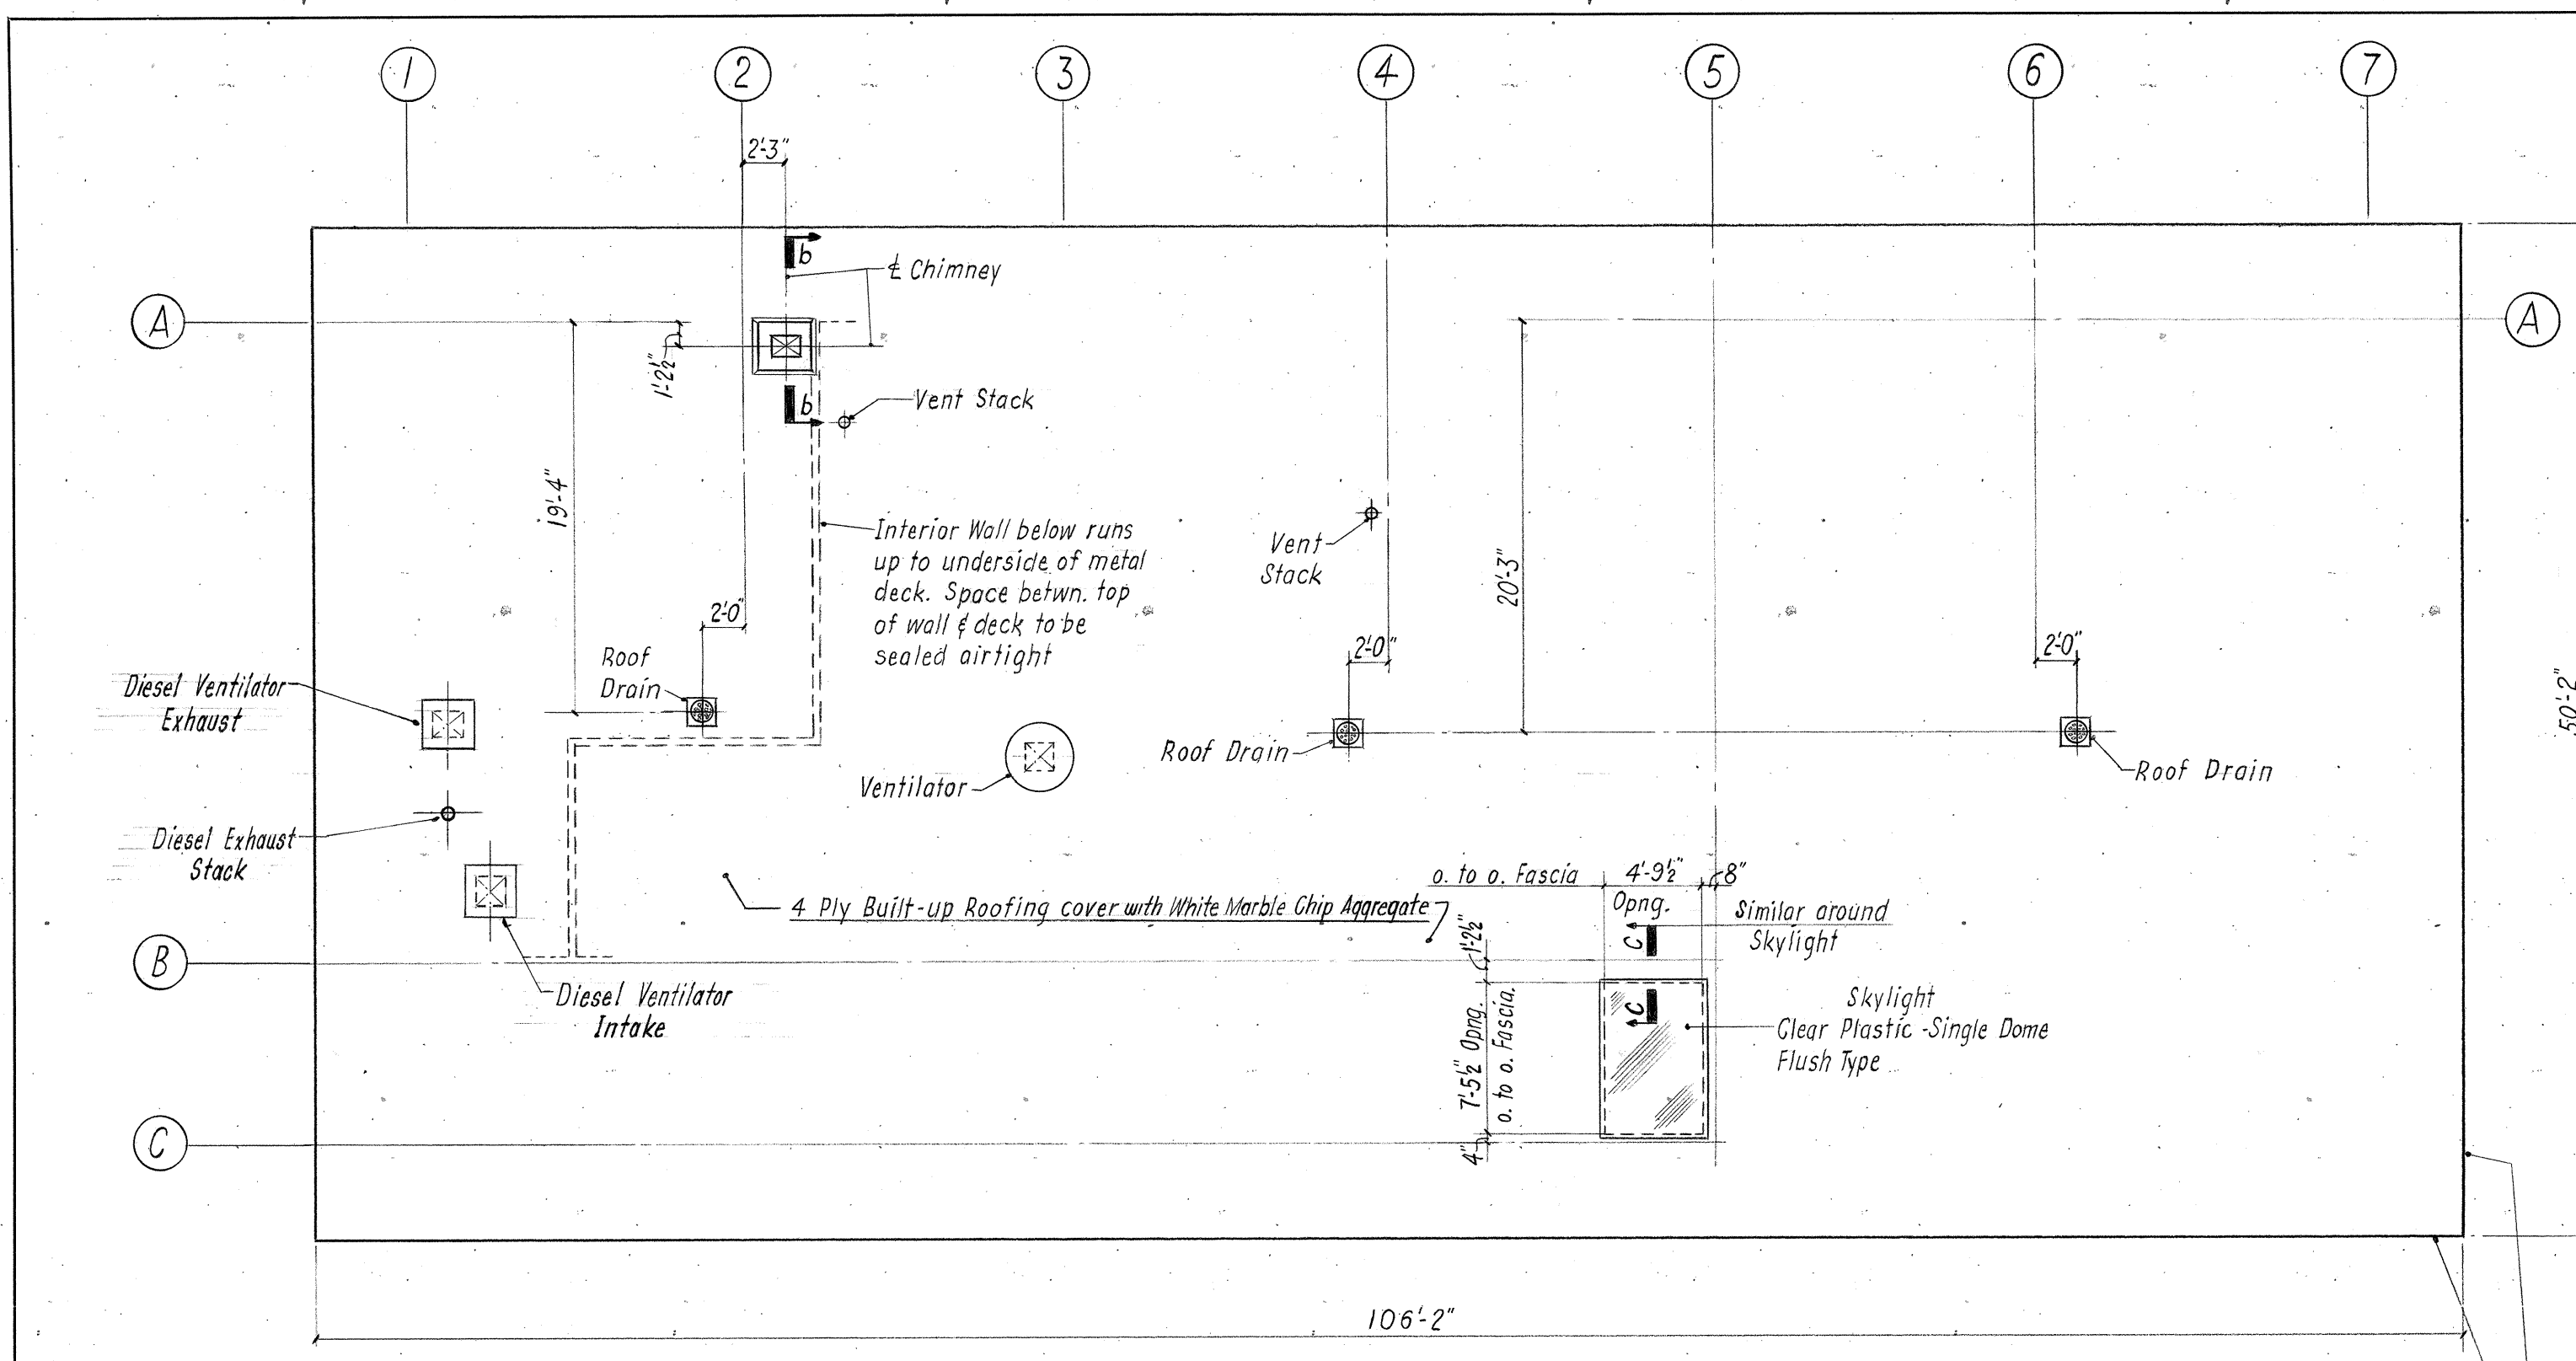 1 2 3 4 5 6 7
2'-3"
b
℄ Chimney
A A
1'-2½"
b
Vent Stack
19'-4"
Interior Wall below runs
up to underside of metal
deck. Space betwn. top
of wall & deck to be
sealed airtight
Vent
Stack
20'-3"
2'-0"
Roof
Drain
2'-0"
2'-0"
50'-2"
Diesel Ventilator
Exhaust
Roof Drain
Roof Drain
Ventilator
Diesel Exhaust
Stack
o. to o. Fascia 4'-9½" 8"
Opng.
4 Ply Built-up Roofing cover with White Marble Chip Aggregate
Similar around
Skylight
1'-2½"
C
B
Diesel Ventilator
Intake
C
Skylight
Clear Plastic-Single Dome
Flush Type
7'-5½" Opng.
o. to o. Fascia.
C
4"
106'-2"